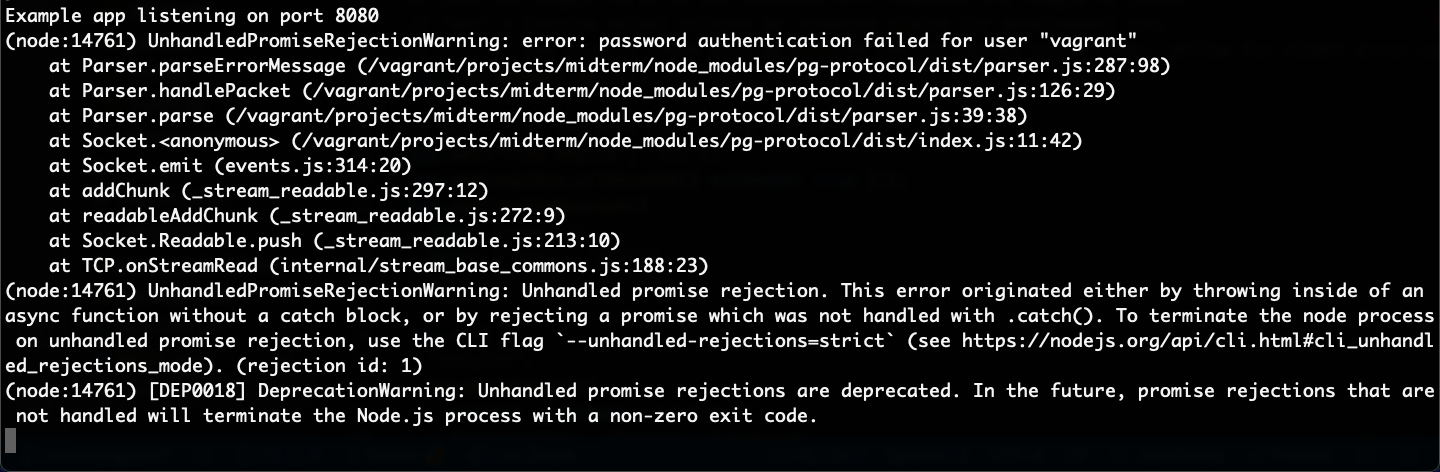 Example app listening on port 8080
(node:14761) UnhandledPromiseRejectionWarning: error: password authentication failed for user "vagrant"
    at Parser.parseErrorMessage (/vagrant/projects/midterm/node_modules/pg-protocol/dist/parser.js:287:98)
    at Parser.handlePacket (/vagrant/projects/midterm/node_modules/pg-protocol/dist/parser.js:126:29)
    at Parser.parse (/vagrant/projects/midterm/node_modules/pg-protocol/dist/parser.js:39:38)
    at Socket.<anonymous> (/vagrant/projects/midterm/node_modules/pg-protocol/dist/index.js:11:42)
    at Socket.emit (events.js:314:20)
    at addChunk (_stream_readable.js:297:12)
    at readableAddChunk (_stream_readable.js:272:9)
    at Socket.Readable.push (_stream_readable.js:213:10)
    at TCP.onStreamRead (internal/stream_base_commons.js:188:23)
(node:14761) UnhandledPromiseRejectionWarning: Unhandled promise rejection. This error originated either by throwing inside of an
async function without a catch block, or by rejecting a promise which was not handled with .catch(). To terminate the node process
 on unhandled promise rejection, use the CLI flag `--unhandled-rejections=strict` (see https://nodejs.org/api/cli.html#cli_unhandl
ed_rejections_mode). (rejection id: 1)
(node:14761) [DEP0018] DeprecationWarning: Unhandled promise rejections are deprecated. In the future, promise rejections that are
 not handled will terminate the Node.js process with a non-zero exit code.